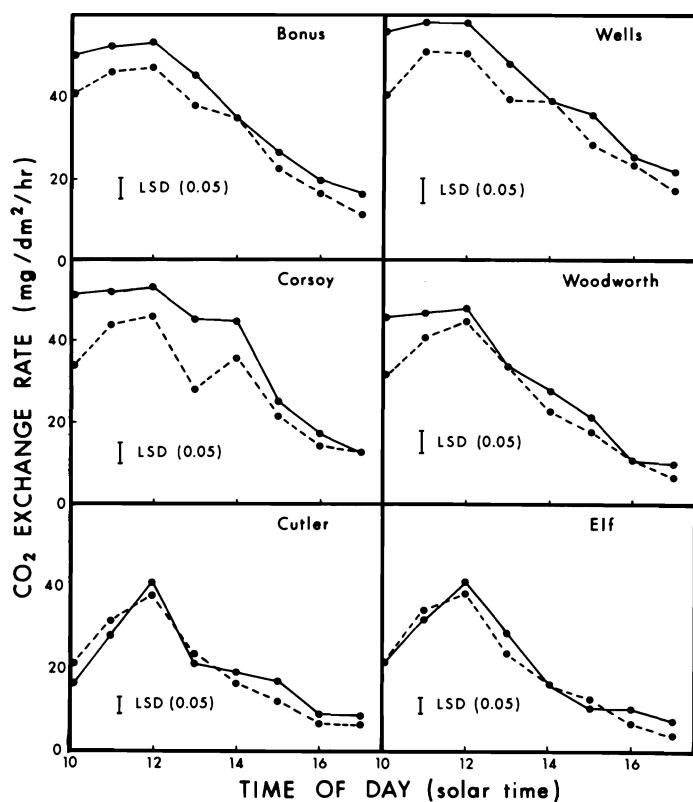 Bonus
Wells
40
20
0
LSD (0.05)
LSD (0.05)
Corsoy
Woodworth
40
20
0
LSD (0.05)
LSD (0.05)
Cutler
Elf
40
20
0
LSD (0.05)
LSD (0.05)
10 12 14 16 10 12 14 16
CO₂ EXCHANGE RATE (mg/dm²/hr)
TIME OF DAY (solar time)